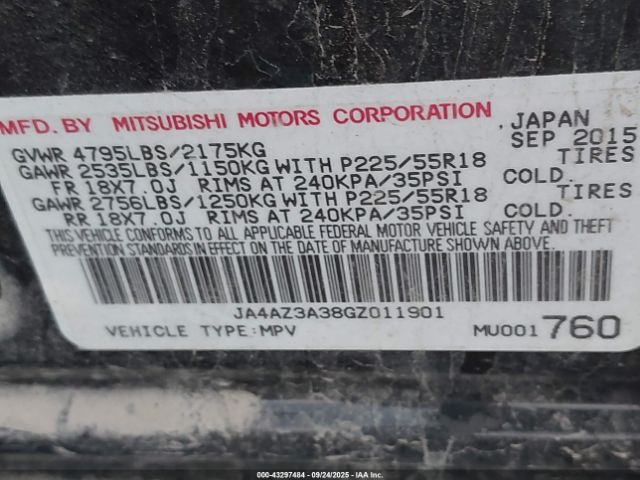 MFD. BY MITSUBISHI MOTORS CORPORATION, JAPAN
GVWR 4795LBS/2175KG SEP 2015
GAWR 2535LBS/1150KG WITH P225/55R18 TIRES
FR 18X7.0J RIMS AT 240KPA/35PSI COLD.
GAWR 2756LBS/1250KG WITH P225/55R18 TIRES
RR 18X7.0J RIMS AT 240KPA/35PSI COLD.
THIS VEHICLE CONFORMS TO ALL APPLICABLE FEDERAL MOTOR VEHICLE SAFETY AND THEFT
PREVENTION STANDARDS IN EFFECT ON THE DATE OF MANUFACTURE SHOWN ABOVE.
JA4AZ3A38GZ011901
VEHICLE TYPE:MPV MU001760
000-43297484 - 09/24/2025 - IAA Inc.